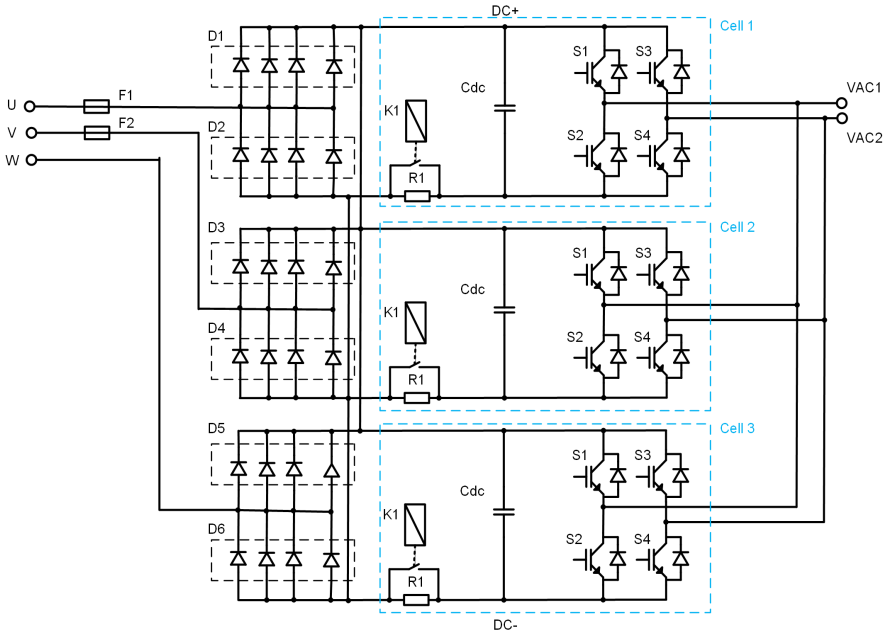 DC+
Cell 1
D1
S1
S3
Cdc
VAC1
U
F1
K1
V
F2
D2
S2
S4
VAC2
W
R1
Cell 2
D3
S1
S3
Cdc
K1
D4
S2
S4
R1
Cell 3
D5
S1
S3
Cdc
K1
D6
S2
S4
R1
DC-